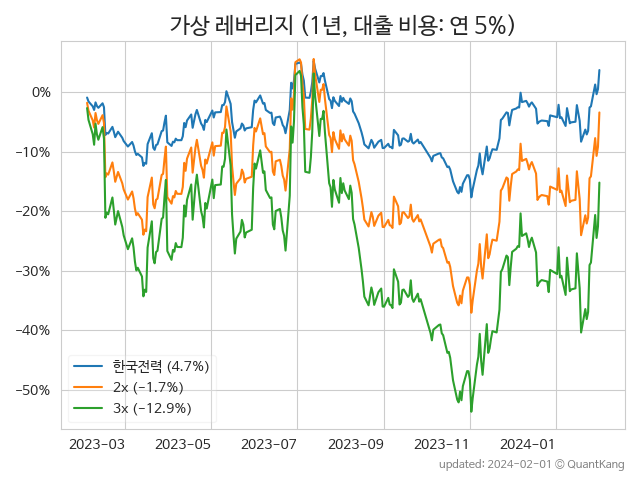 가상 레버리지 (1년, 대출 비용: 연 5%)
0%
−10%
−20%
−30%
−40%
−50%
한국전력 (4.7%)
2x (−1.7%)
3x (−12.9%)
2023−03 2023−05 2023−07 2023−09 2023−11 2024−01
updated: 2024−02−01 © QuantKang